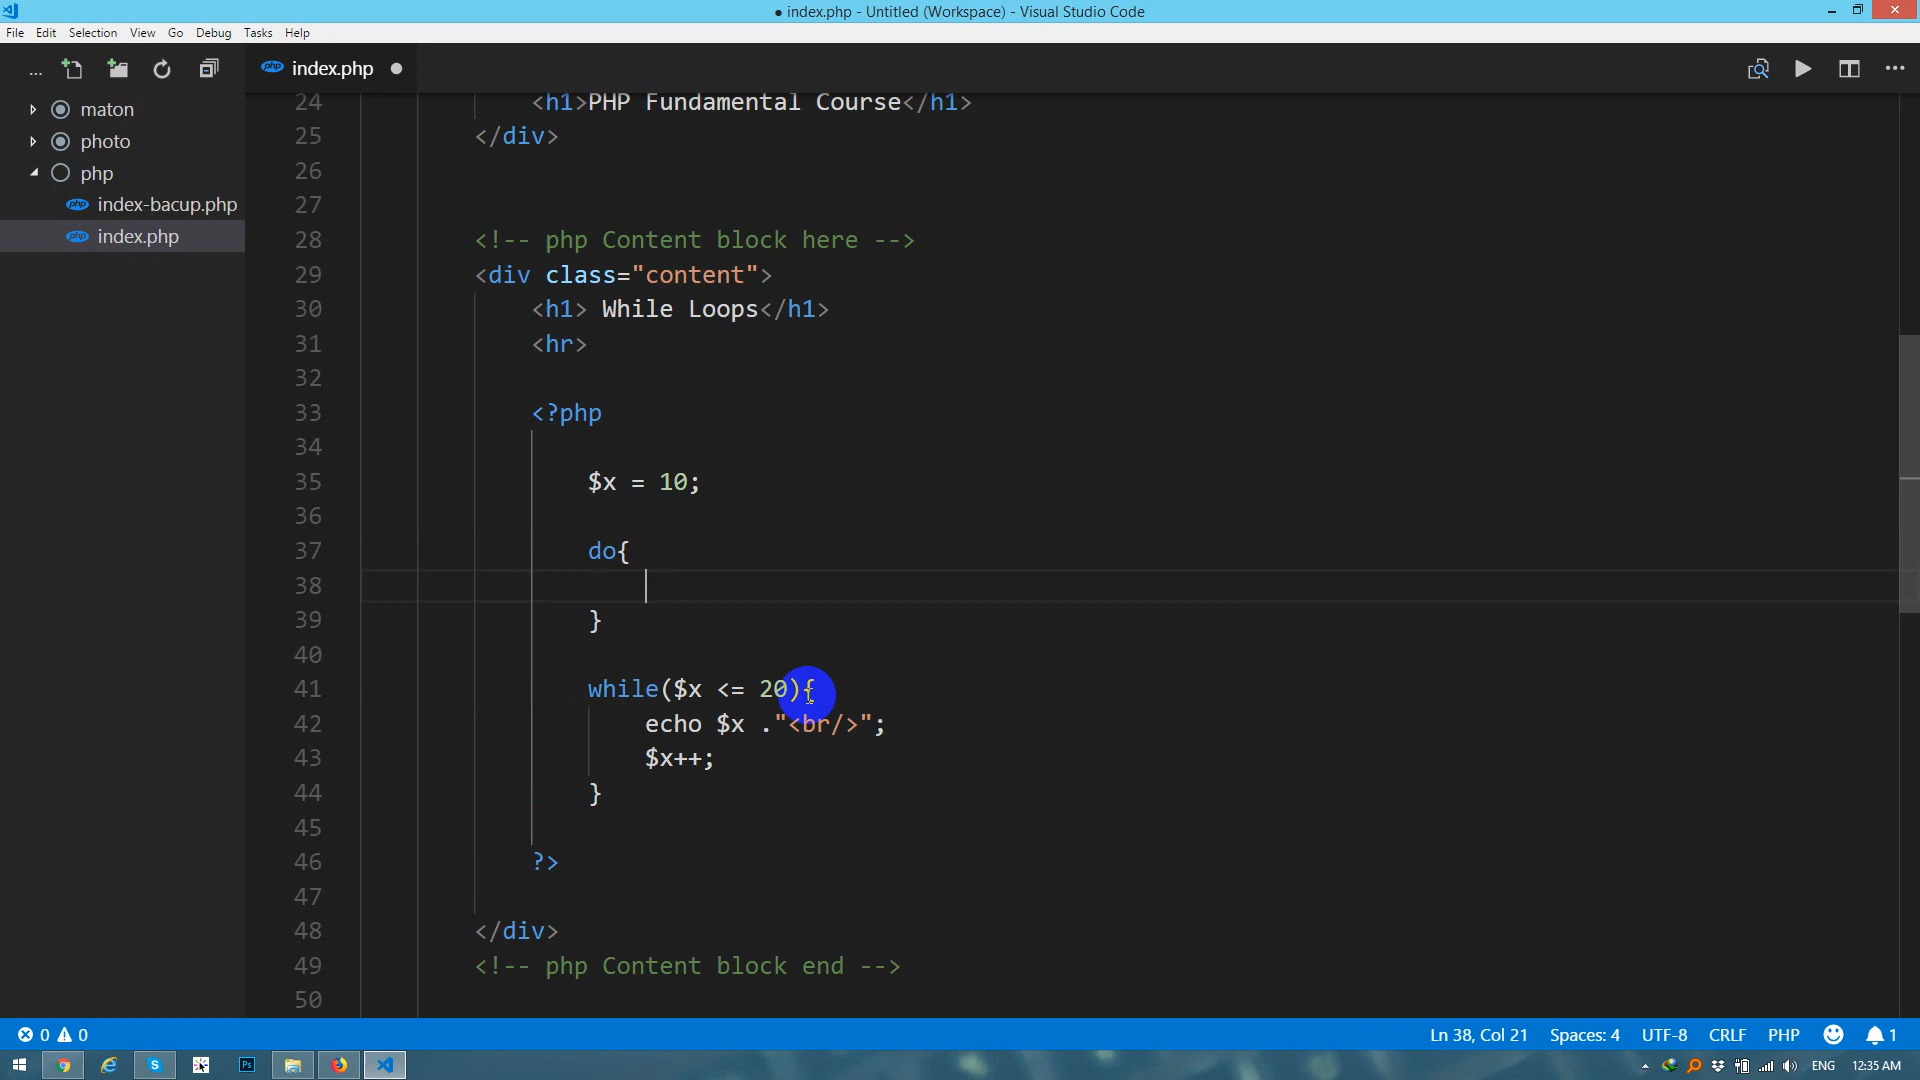 ● index.php - Untitled (Workspace) - Visual Studio Code
File Edit Selection View Go Debug Tasks Help
... index.php ●
maton
photo
php
index-bacup.php
index.php
24 <h1>PHP Fundamental Course</h1>
25 </div>
26
27
28 <!-- php Content block here -->
29 <div class="content">
30 <h1> While Loops</h1>
31 <hr>
32
33 <?php
34
35 $x = 10;
36
37 do{
38
39 }
40
41 while($x <= 20){
42 echo $x ."<br/>";
43 $x++;
44 }
45
46 ?>
47
48 </div>
49 <!-- php Content block end -->
50
0 0 Ln 38, Col 21 Spaces: 4 UTF-8 CRLF PHP 1
ENG 12:35 AM